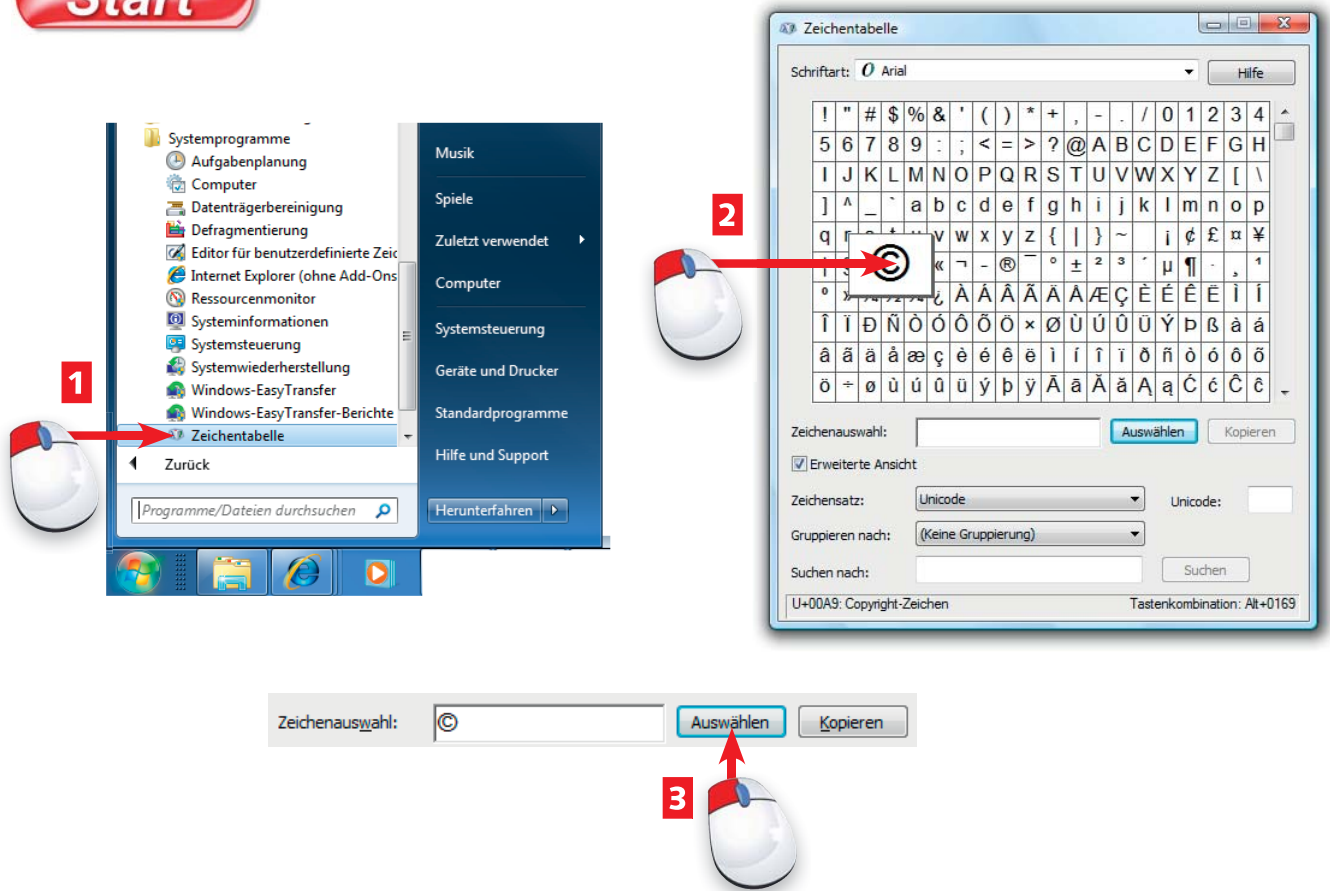 Start
Systemprogramme
Aufgabenplanung
Computer
Datenträgerbereinigung
Defragmentierung
Editor für benutzerdefinierte Zeic
Internet Explorer (ohne Add-Ons
Ressourcenmonitor
Systeminformationen
Systemsteuerung
Systemwiederherstellung
Windows-EasyTransfer
Windows-EasyTransfer-Berichte
Zeichentabelle
Zurück
Programme/Dateien durchsuchen
Musik
Spiele
Zuletzt verwendet
Computer
Systemsteuerung
Geräte und Drucker
Standardprogramme
Hilfe und Support
Herunterfahren
1
2
Zeichentabelle
Schriftart: O Arial Hilfe
! " # $ % & ' ( ) * + , - . / 0 1 2 3 4
5 6 7 8 9 : ; < = > ? @ A B C D E F G H
I J K L M N O P Q R S T U V W X Y Z [ \
] ^ _ ` a b c d e f g h i j k l m n o p
q v w x y z { | } ~ ¡ ¢ £ ¤ ¥
© « ¬ - ® ¯ ° ± ² ³ ´ µ ¶ · ¸ ¹
º » ¿ À Á Â Ã Ä Å Æ Ç È É Ê Ë Ì Í
Î Ï Ð Ñ Ò Ó Ô Õ Ö × Ø Ù Ú Û Ü Ý Þ ß à á
â ã ä å æ ç è é ê ë ì í î ï ð ñ ò ó ô õ
ö ÷ ø ù ú û ü ý þ ÿ Ā ā Ă ă Ą ą Ć ć Ĉ ĉ
Zeichenauswahl: Auswählen Kopieren
Erweiterte Ansicht
Zeichensatz: Unicode Unicode:
Gruppieren nach: (Keine Gruppierung)
Suchen nach: Suchen
U+00A9: Copyright-Zeichen Tastenkombination: Alt+0169
Zeichenauswahl: © Auswählen Kopieren
3